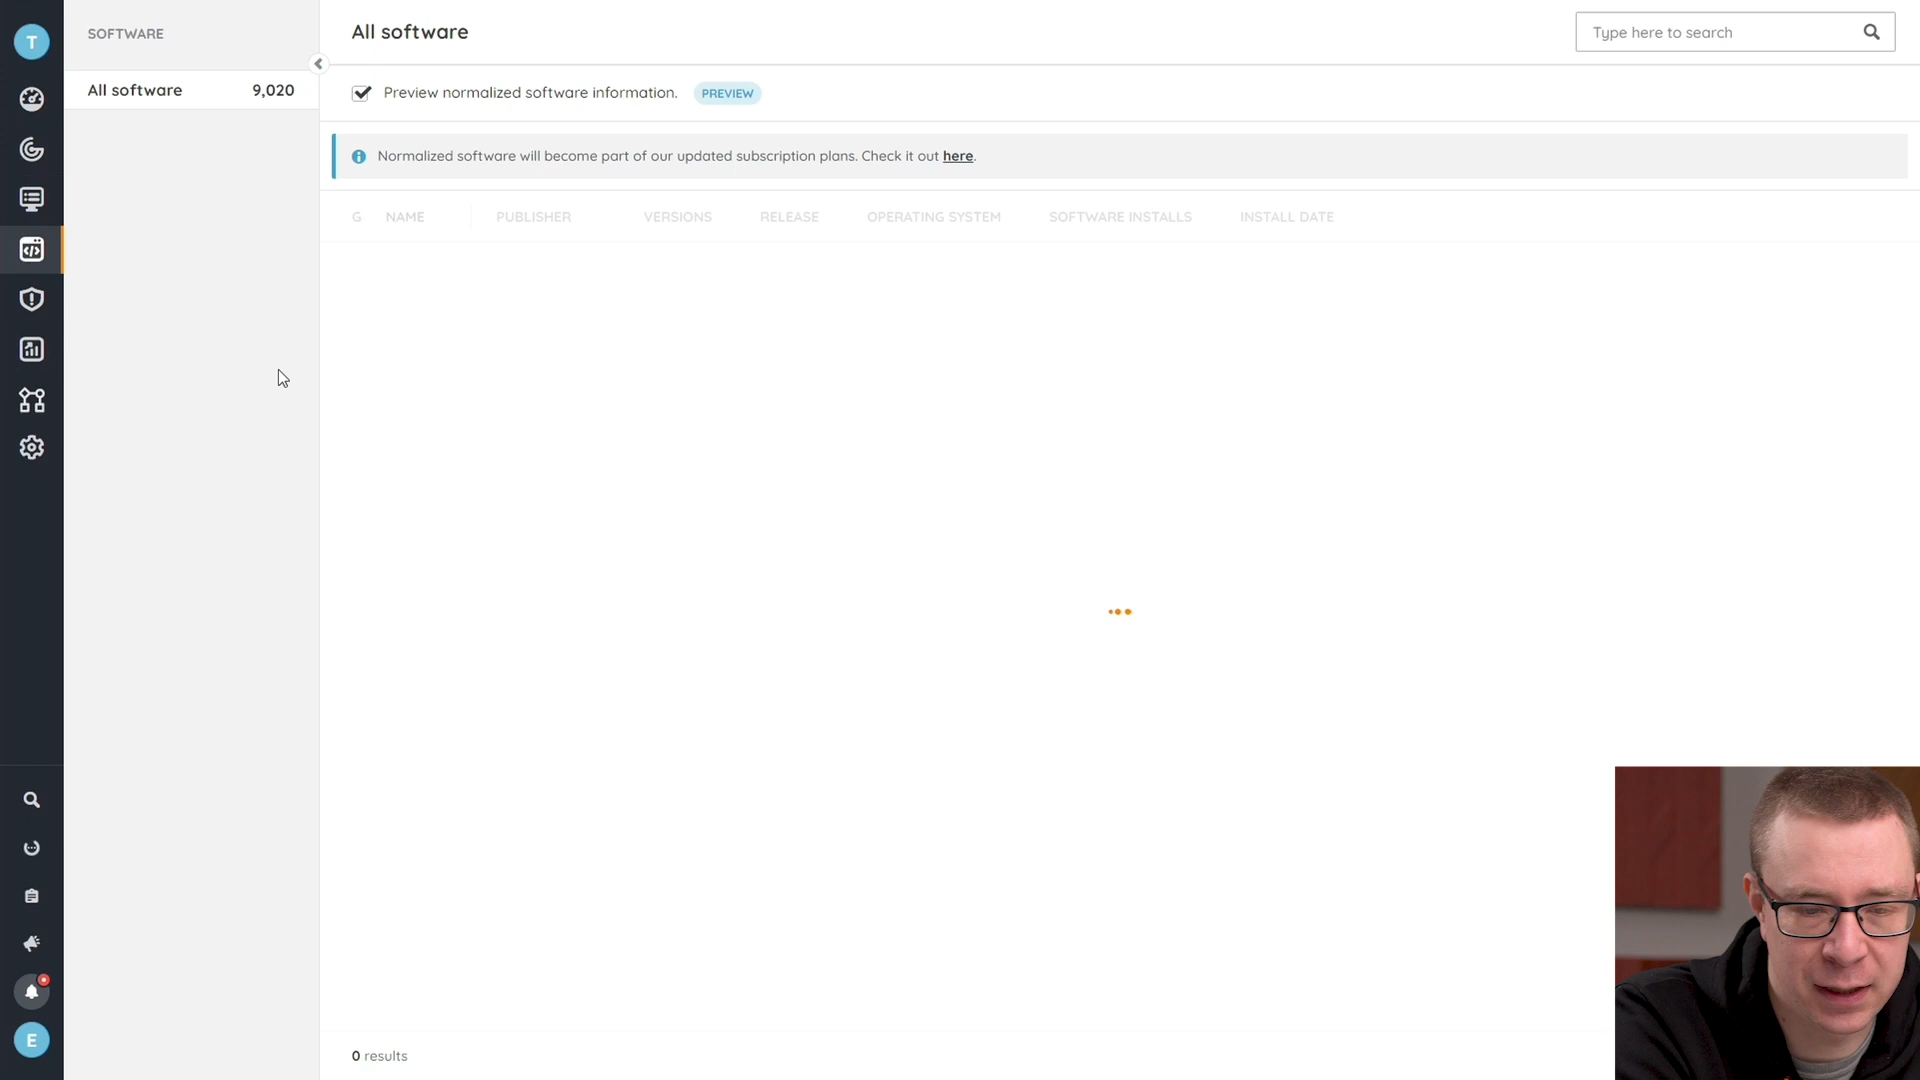 T
SOFTWARE
All software
Type here to search
All software 9,020
Preview normalized software information. PREVIEW
Normalized software will become part of our updated subscription plans. Check it out here.
G NAME PUBLISHER VERSIONS RELEASE OPERATING SYSTEM SOFTWARE INSTALLS INSTALL DATE
E
0 results